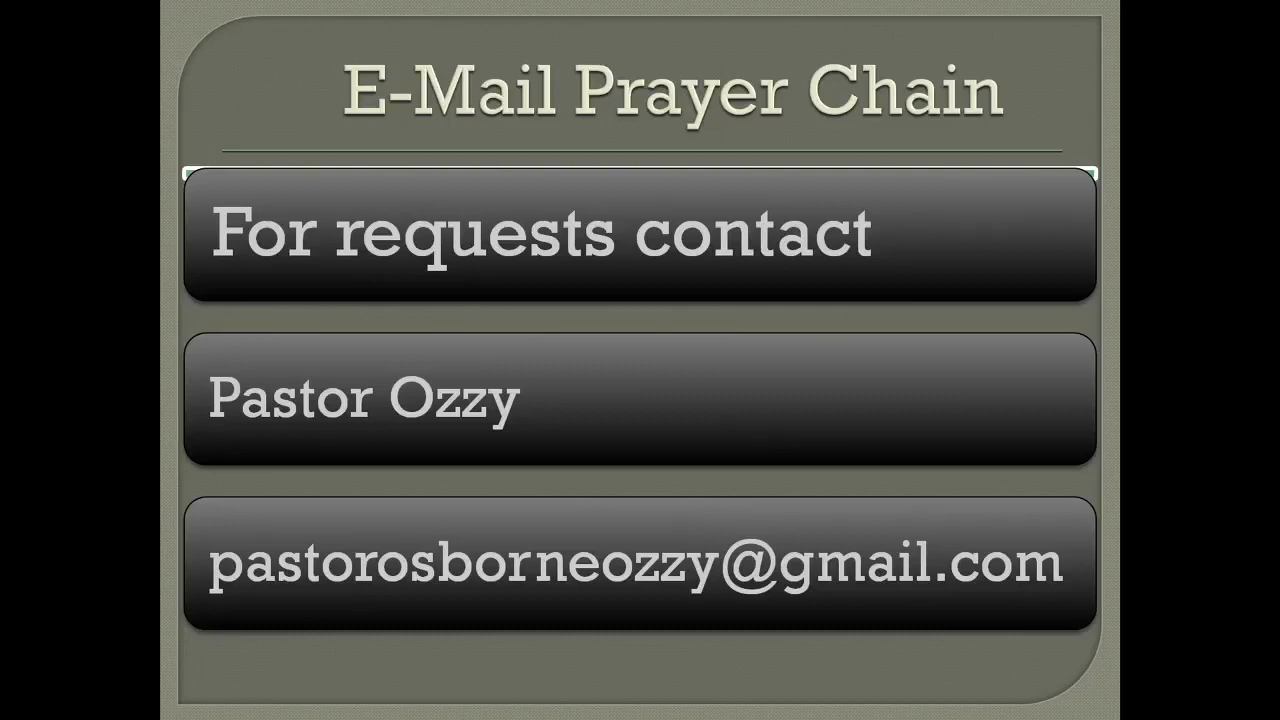 E-Mail Prayer Chain
For requests contact
Pastor Ozzy
pastorosborneozzy@gmail.com